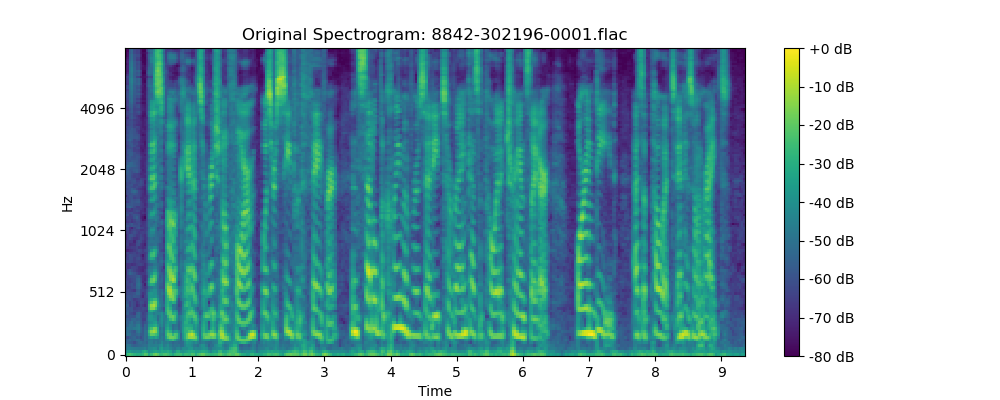 Original Spectrogram: 8842-302196-0001.flac
Hz
4096
2048
1024
512
0
0 1 2 3 4 5 6 7 8 9
Time
+0 dB
-10 dB
-20 dB
-30 dB
-40 dB
-50 dB
-60 dB
-70 dB
-80 dB